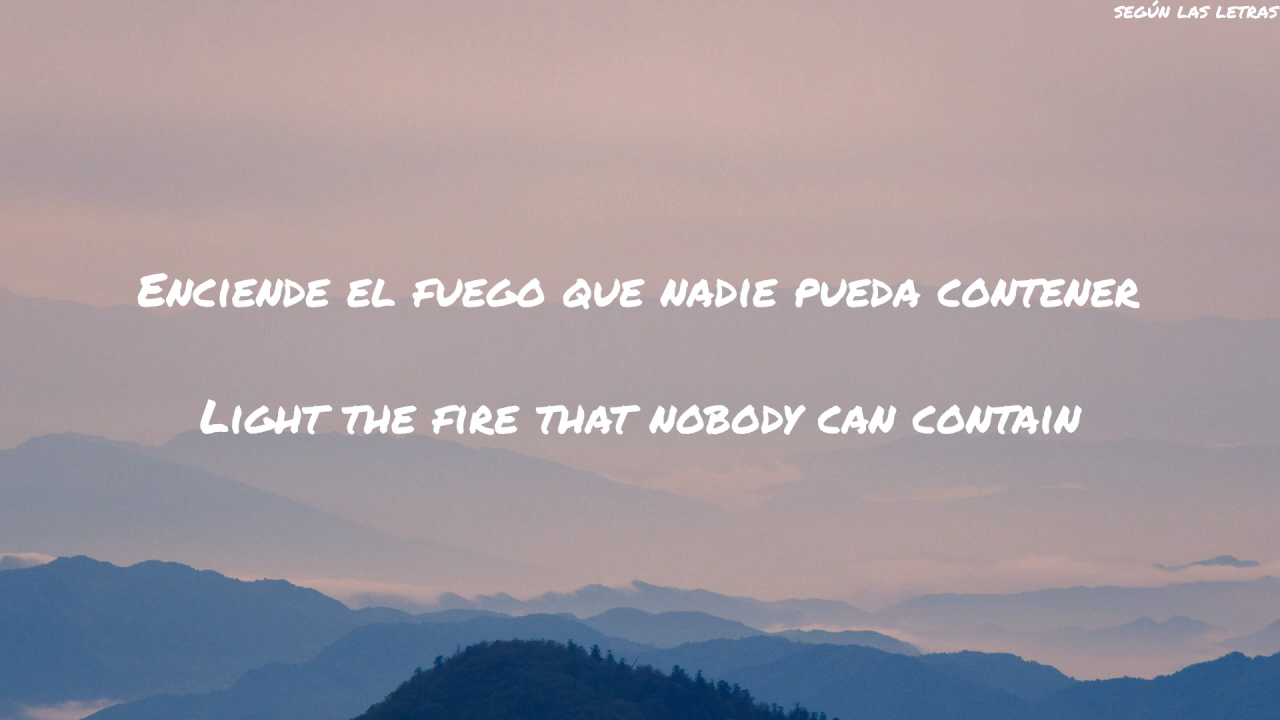 según las letras
Enciende el fuego que nadie pueda contener
Light the fire that nobody can contain